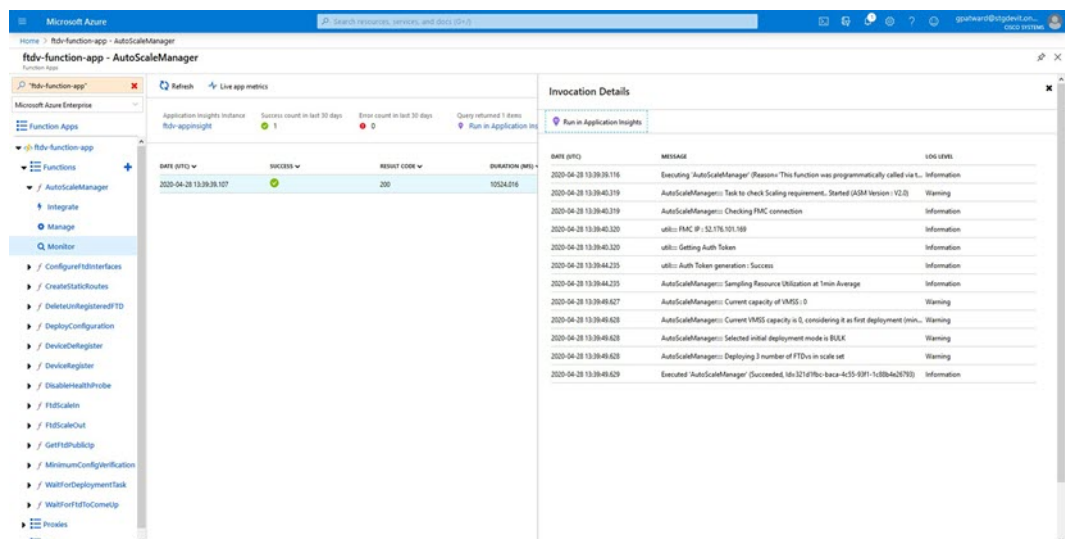 Microsoft Azure
Search resources, services, and docs (G+/)
gpatward@stgdevit.on...
CISCO SYSTEMS
Home > ftdv-function-app - AutoScaleManager
ftdv-function-app - AutoScaleManager
Function Apps
"ftdv-function-app"
Microsoft Azure Enterprise
Function Apps
ftdv-function-app
Functions
AutoScaleManager
Integrate
Manage
Monitor
ConfigureFtdInterfaces
CreateStaticRoutes
DeleteUnRegisteredFTD
DeployConfiguration
DeviceDeRegister
DeviceRegister
DisableHealthProbe
FtdScaleIn
FtdScaleOut
GetFtdPublicIp
MinimumConfigVerification
WaitForDeploymentTask
WaitForFtdToComeUp
Proxies
Refresh Live app metrics
Application Insights Instance
ftdv-appinsight
Success count in last 30 days
1
Error count in last 30 days
0
Query returned 1 items
Run in Application Ins
DATE (UTC) SUCCESS RESULT CODE DURATION (MS)
2020-04-28 13:39:39.107 200 10524.016
Invocation Details
Run in Application Insights
DATE (UTC) MESSAGE LOG LEVEL
2020-04-28 13:39:39.116 Executing 'AutoScaleManager' (Reason='This function was programmatically called via t... Information
2020-04-28 13:39:40.319 AutoScaleManager::: Task to check Scaling requirement.. Started (ASM Version : V2.0) Warning
2020-04-28 13:39:40.319 AutoScaleManager::: Checking FMC connection Information
2020-04-28 13:39:40.320 util::: FMC IP : 52.176.101.169 Information
2020-04-28 13:39:40.320 util::: Getting Auth Token Information
2020-04-28 13:39:44.235 util::: Auth Token generation : Success Information
2020-04-28 13:39:44.235 AutoScaleManager::: Sampling Resource Utilization at 1min Average Information
2020-04-28 13:39:49.627 AutoScaleManager::: Current capacity of VMSS : 0 Warning
2020-04-28 13:39:49.628 AutoScaleManager::: Current VMSS capacity is 0, considering it as first deployment (min... Warning
2020-04-28 13:39:49.628 AutoScaleManager::: Selected initial deployment mode is BULK Warning
2020-04-28 13:39:49.628 AutoScaleManager::: Deploying 3 number of FTDvs in scale set Warning
2020-04-28 13:39:49.629 Executed 'AutoScaleManager' (Succeeded, Id=321d1fbc-baca-4c55-93f1-1c88b4e26793) Information